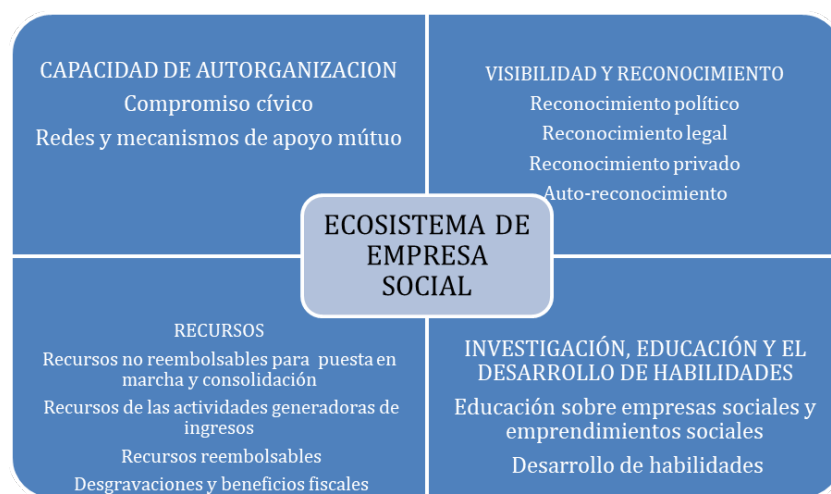 CAPACIDAD DE AUTORGANIZACION
Compromiso cívico
Redes y mecanismos de apoyo mútuo
VISIBILIDAD Y RECONOCIMIENTO
Reconocimiento político
Reconocimiento legal
Reconocimiento privado
Auto-reconocimiento
ECOSISTEMA DE
EMPRESA
SOCIAL
RECURSOS
Recursos no reembolsables para puesta en
marcha y consolidación
Recursos de las actividades generadoras de
ingresos
Recursos reembolsables
Desgravaciones y beneficios fiscales
INVESTIGACIÓN, EDUCACIÓN Y EL
DESARROLLO DE HABILIDADES
Educación sobre empresas sociales y
emprendimientos sociales
Desarrollo de habilidades